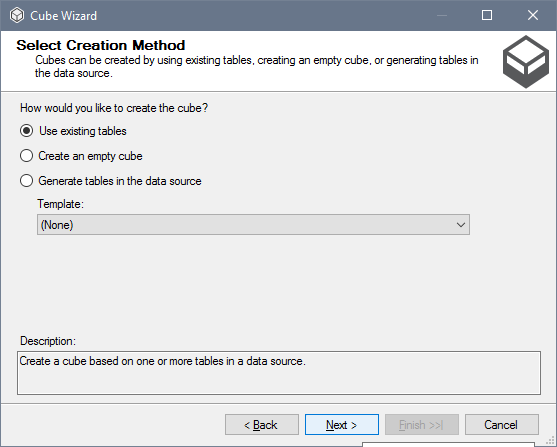 Cube Wizard
Select Creation Method
Cubes can be created by using existing tables, creating an empty cube, or generating tables in
the data source.
How would you like to create the cube?
Use existing tables
Create an empty cube
Generate tables in the data source
Template:
(None)
Description:
Create a cube based on one or more tables in a data source.
< Back
Next >
Finish >>|
Cancel